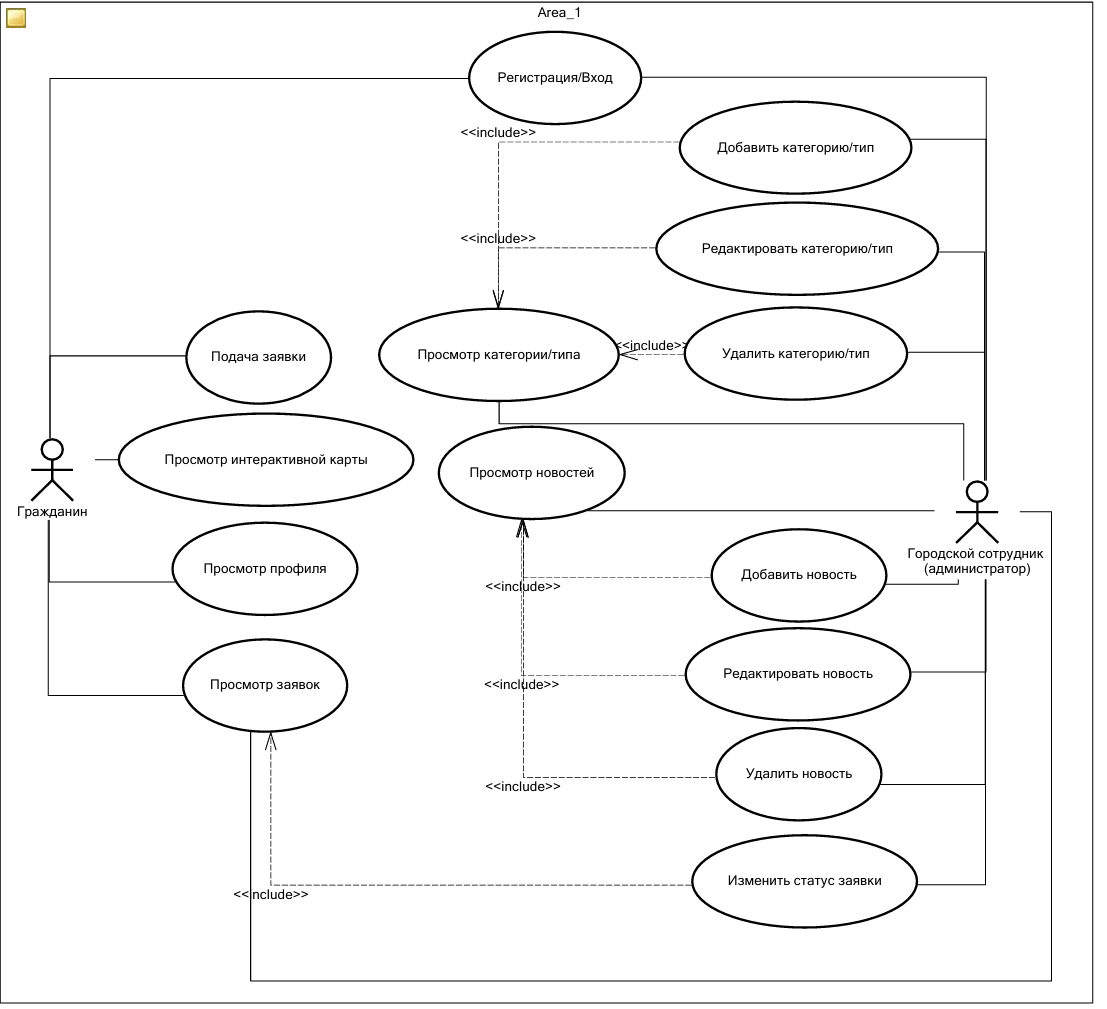 Area_1
Регистрация/Вход
<<include>>
Добавить категорию/тип
<<include>>
Редактировать категорию/тип
Подача заявки
Просмотр категории/типа
<<include>>
Удалить категорию/тип
Просмотр интерактивной карты
Просмотр новостей
Гражданин
Городской сотрудник
(администратор)
Просмотр профиля
<<include>>
Добавить новость
Просмотр заявок
<<include>>
Редактировать новость
<<include>>
Удалить новость
<<include>>
Изменить статус заявки